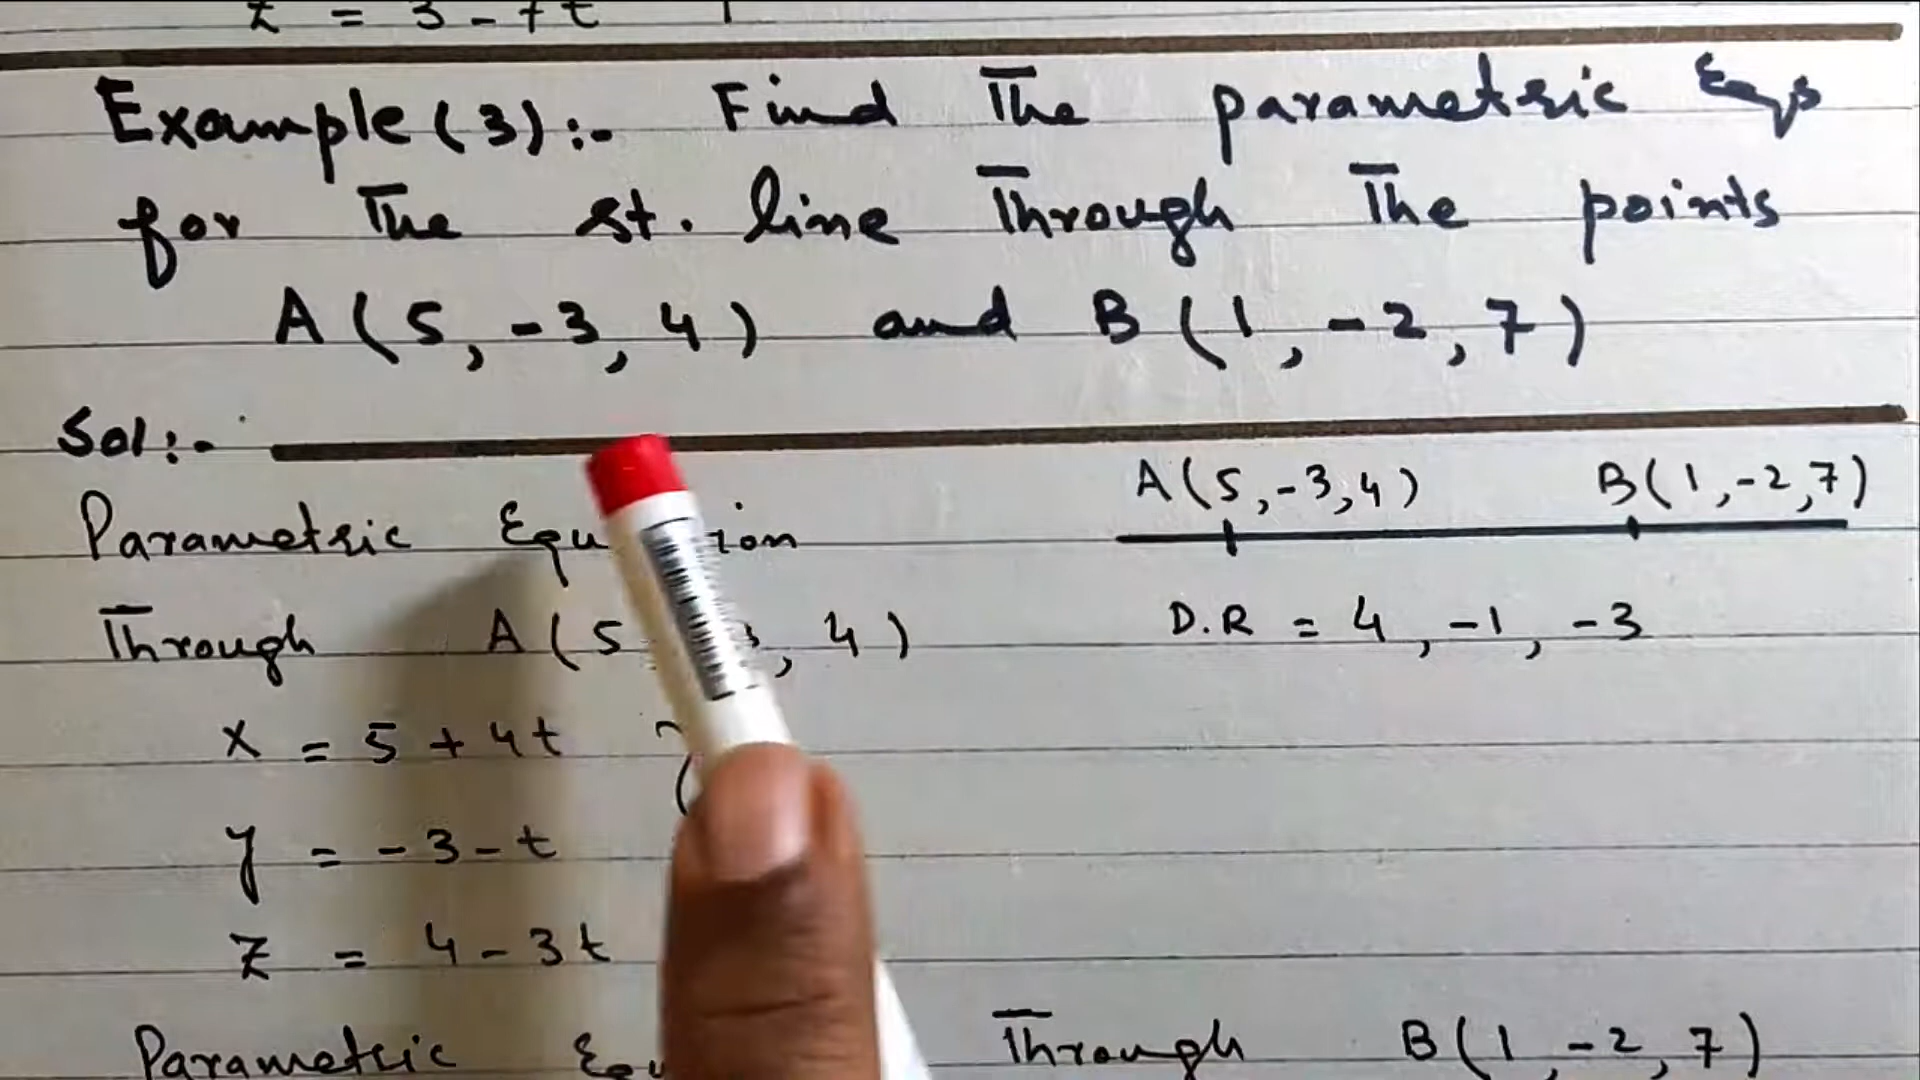 z = 3 - 7t
Example (3):- Find The parametric Eqs
for The st. line Through The points
A (5, -3, 4) and B (1, -2, 7)
Sol:-
A(5, -3, 4) B(1, -2, 7)
Parametric
Through A (5 , 4) D.R = 4, -1, -3
x = 5 + 4t
y = -3 - t
z = 4 - 3t
Parametric Through B(1, -2, 7)